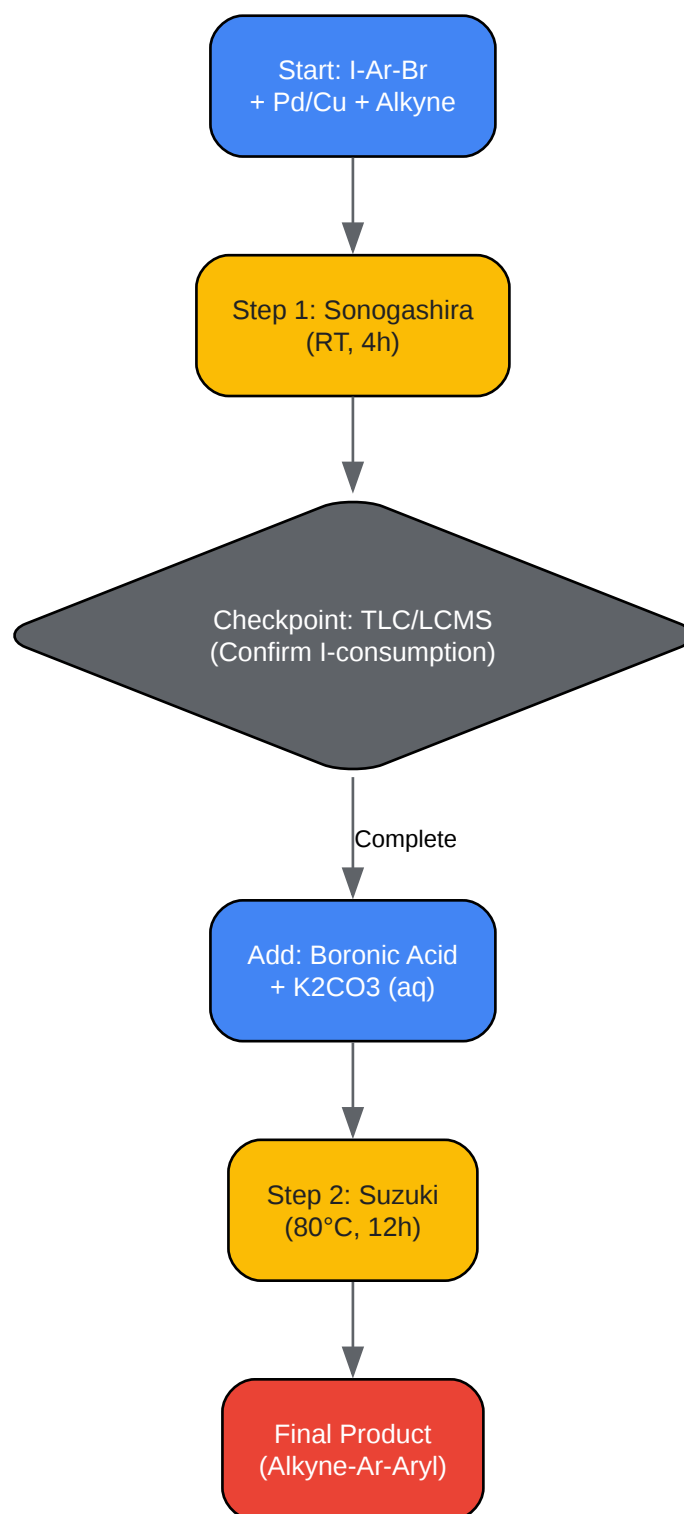 Start: I-Ar-Br
+ Pd/Cu + Alkyne
Step 1: Sonogashira
(RT, 4h)
Checkpoint: TLC/LCMS
(Confirm I-consumption)
Complete
Add: Boronic Acid
+ K2CO3 (aq)
Step 2: Suzuki
(80°C, 12h)
Final Product
(Alkyne-Ar-Aryl)